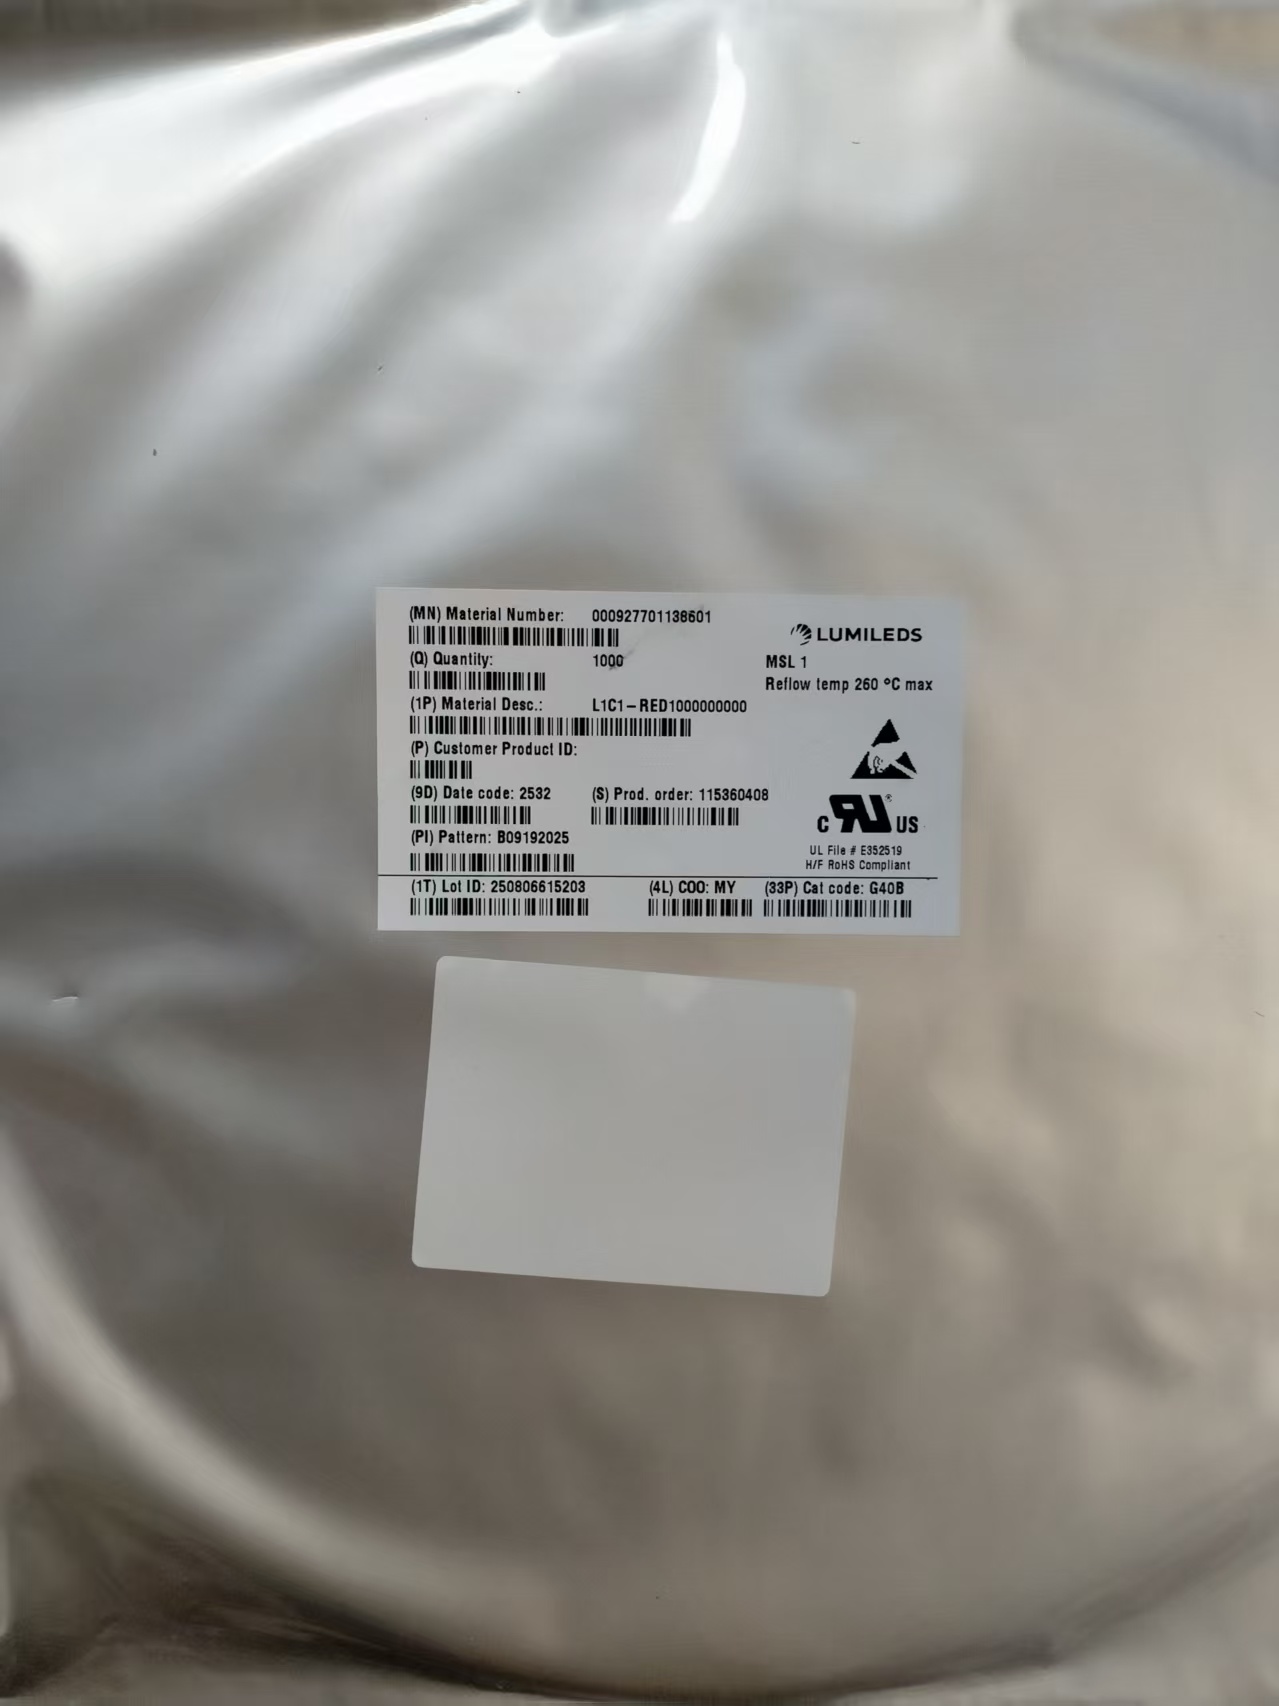 (MN) Material Number: 000927701138601
LUMILEDS
(Q) Quantity: 1000
MSL 1
Reflow temp 260 °C max
(1P) Material Desc.: L1C1-RED1000000000
(P) Customer Product ID:
(9D) Date code: 2532 (S) Prod. order: 115360408
C RU ® US
(PI) Pattern: B09192025
UL File # E352519
H/F RoHS Compliant
(1T) Lot ID: 250806615203 (4L) COO: MY (33P) Cat code: G40B